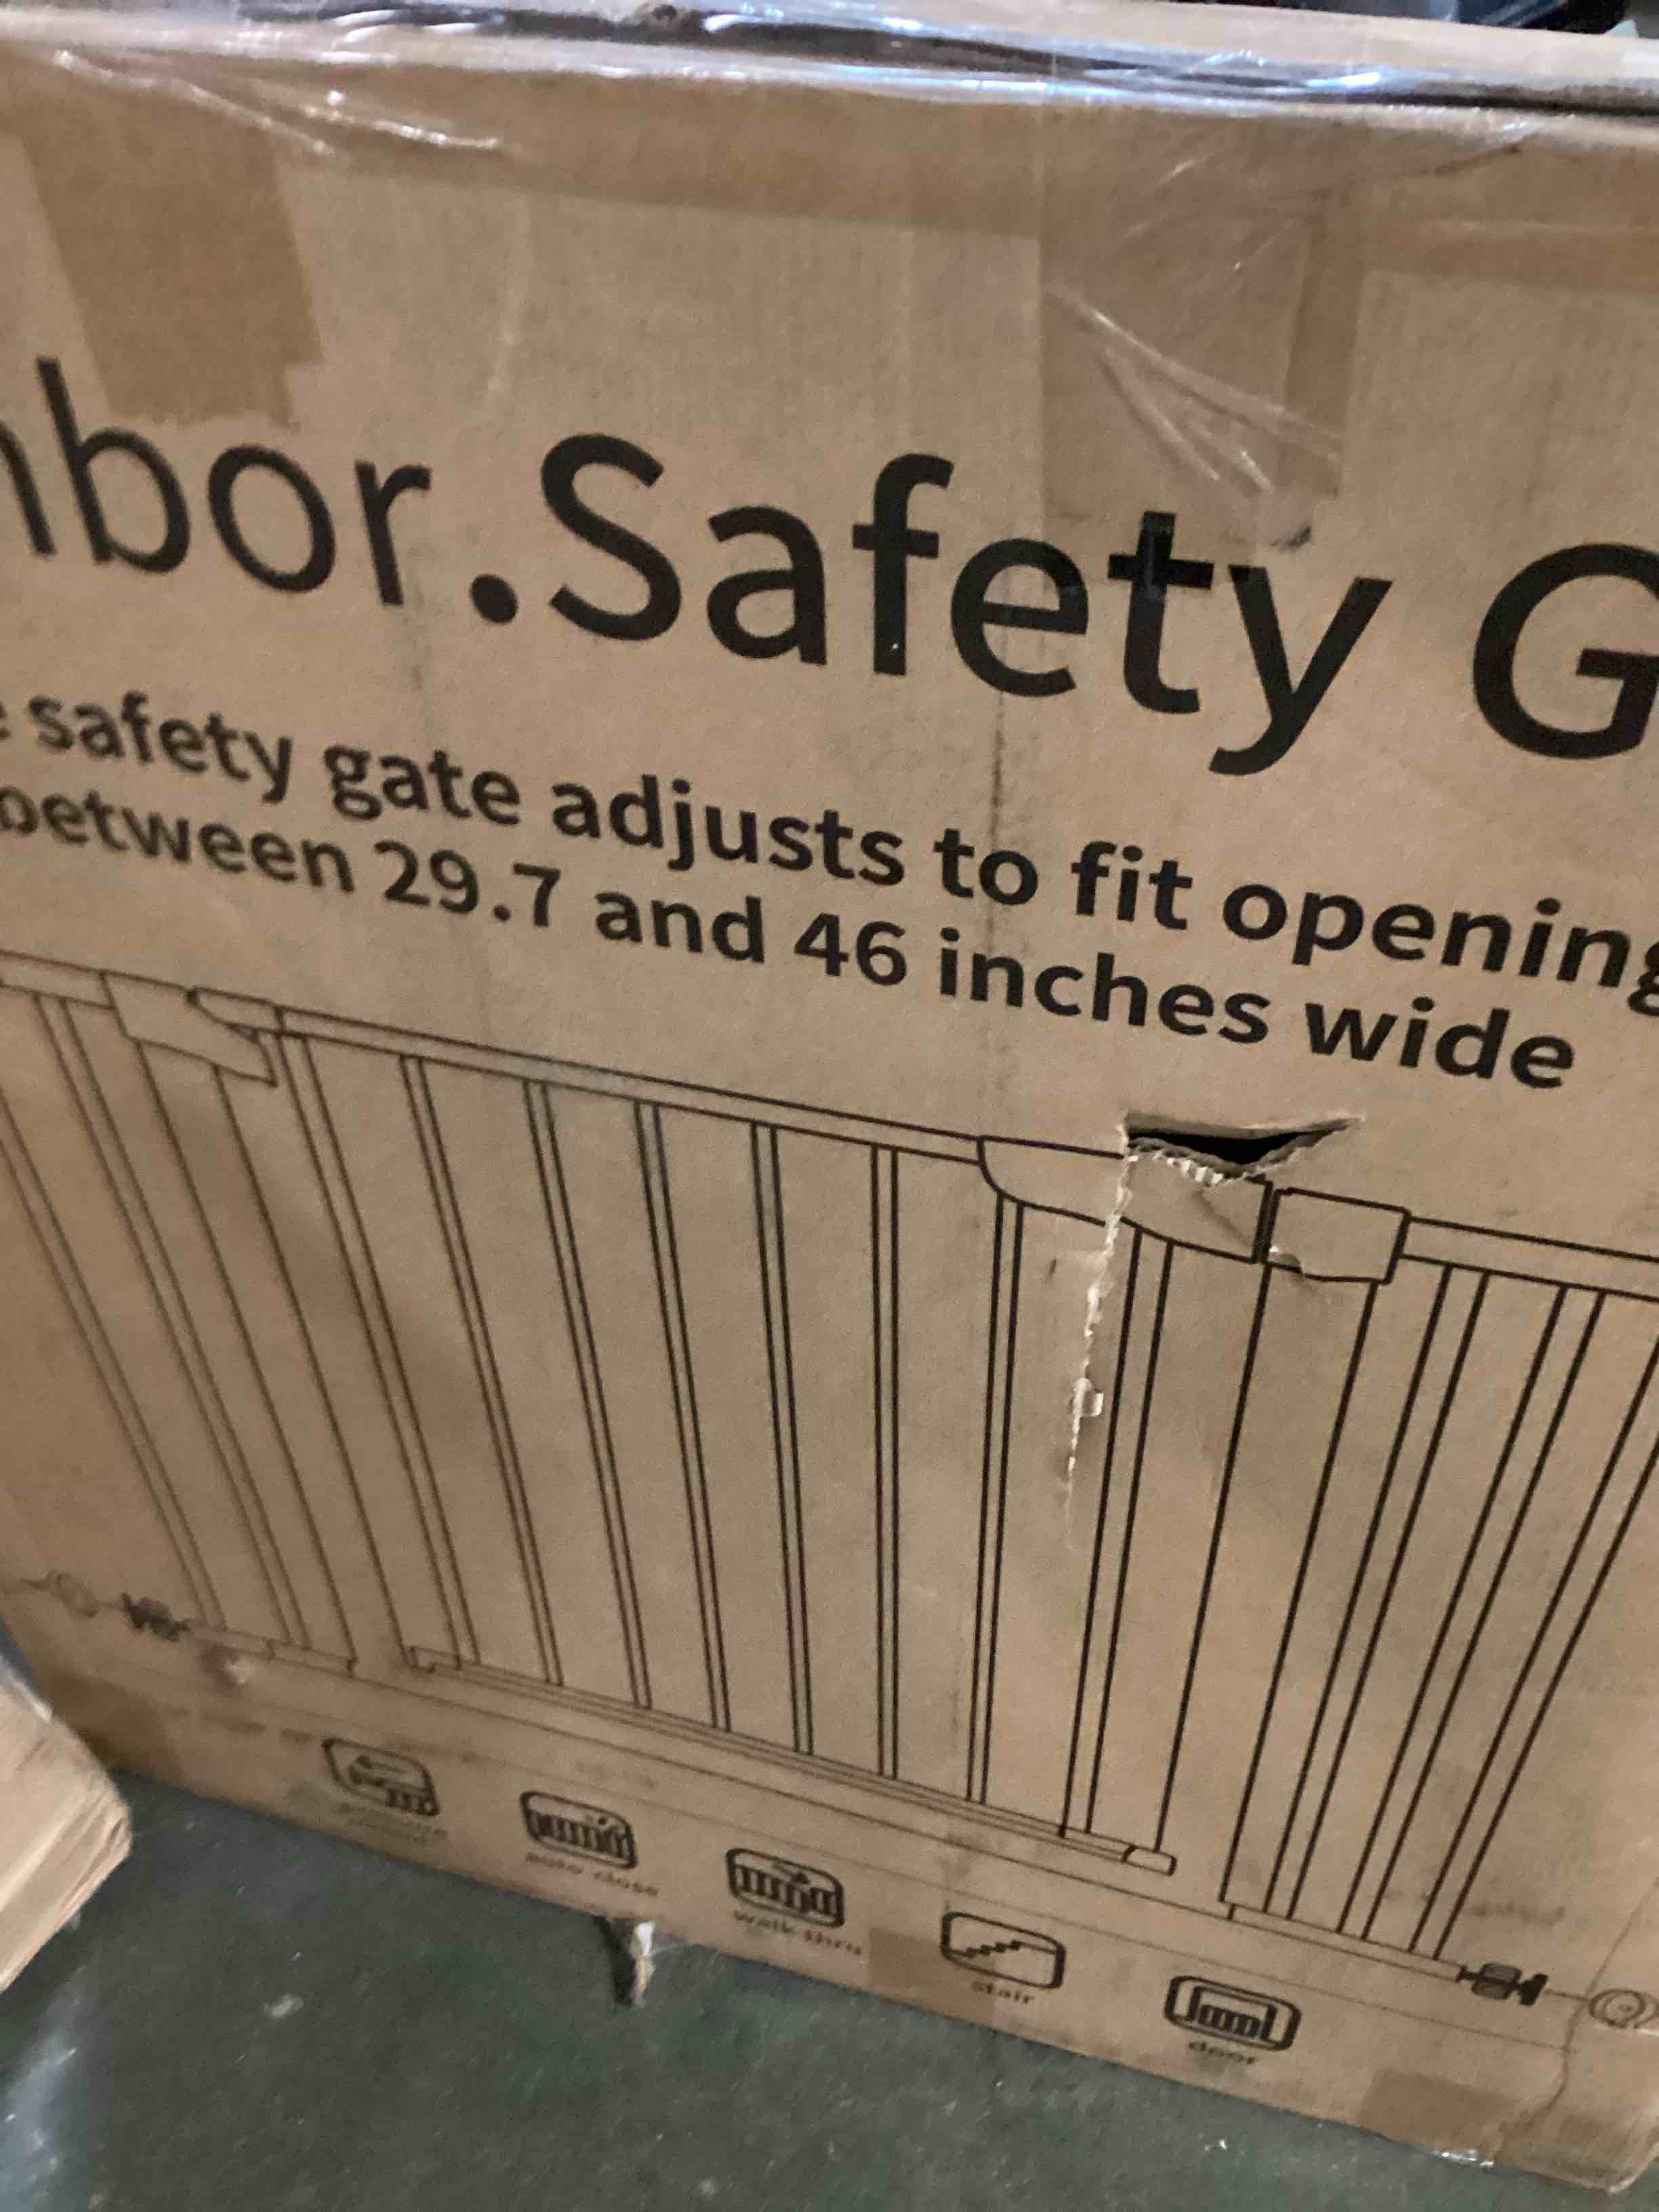 bor.Safety G
safety gate adjusts to fit opening
between 29.7 and 46 inches wide
auto close
walk thru
stair
door